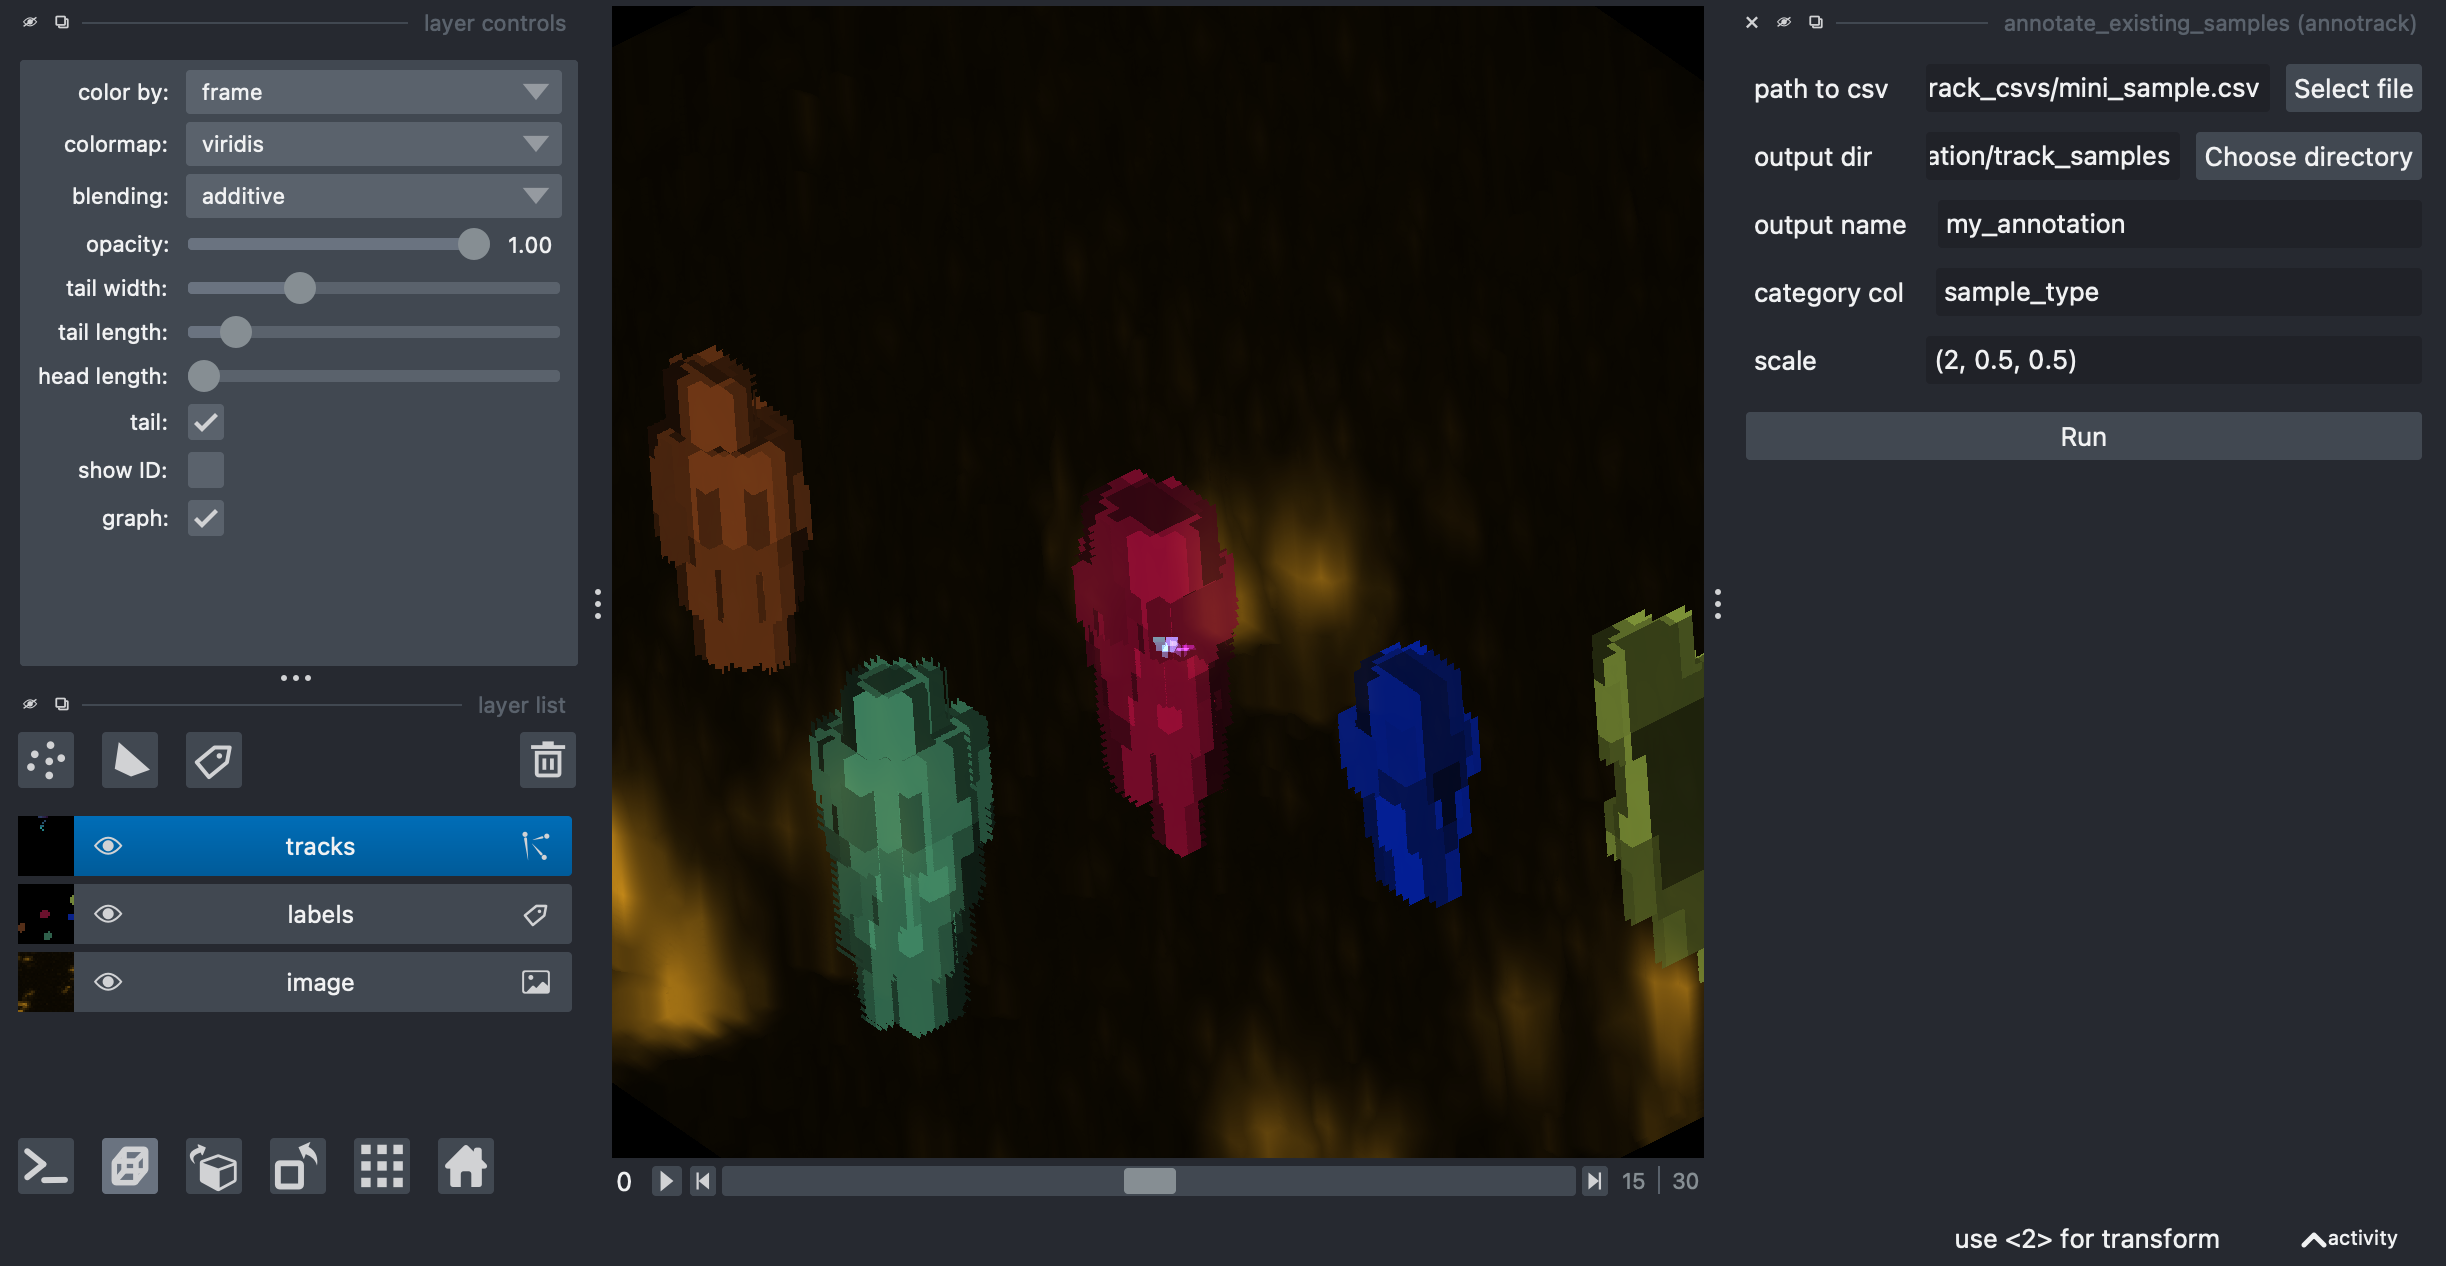 layer controls
color by: frame
colormap: viridis
blending: additive
opacity: 1.00
tail width:
tail length:
head length:
tail:
show ID:
graph:
layer list
tracks
labels
image
0 15 30
annotate_existing_samples (annotrack)
path to csv rack_csvs/mini_sample.csv Select file
output dir ation/track_samples Choose directory
output name my_annotation
category col sample_type
scale (2, 0.5, 0.5)
Run
use <2> for transform activity